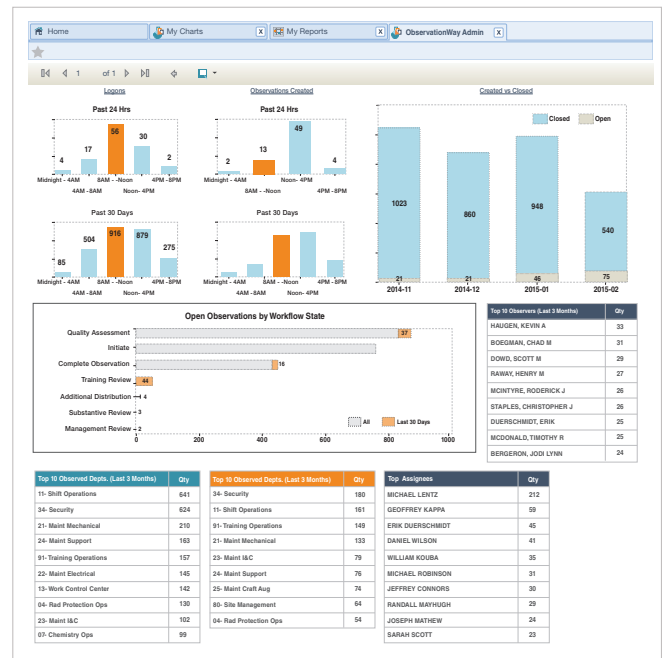 Home
My Charts
X
My Reports
X
ObservationWay Admin
X
1 of 1
Logons
Observations Created
Created vs Closed
Past 24 Hrs
4
17
56
30
2
Midnight - 4AM
8AM - -Noon
4PM -8PM
4AM -8AM
Noon- 4PM
Past 24 Hrs
2
13
49
4
Midnight - 4AM
8AM - -Noon
4PM -8PM
4AM -8AM
Noon- 4PM
Past 30 Days
85
504
916
879
275
Midnight - 4AM
8AM - -Noon
4PM -8PM
4AM -8AM
Noon- 4PM
Past 30 Days
Midnight - 4AM
8AM - -Noon
4PM -8PM
4AM -8AM
Noon- 4PM
Closed
Open
1023
860
948
540
21
21
46
75
2014-11
2014-12
2015-01
2015-02
Open Observations by Workflow State
Quality Assessment
37
Initiate
Complete Observation
16
Training Review
44
Additional Distribution
4
Substantive Review
3
Management Review
2
All
Last 30 Days
0 200 400 600 800 1000
Top 10 Observers (Last 3 Months) Qty
HAUGEN, KEVIN A 33
BOEGMAN, CHAD M 31
DOWD, SCOTT M 29
RAWAY, HENRY M 27
MCINTYRE, RODERICK J 26
STAPLES, CHRISTOPHER J 26
DUERSCHMIDT, ERIK 25
MCDONALD, TIMOTHY R 25
BERGERON, JODI LYNN 24
Top 10 Observed Depts. (Last 3 Months) Qty
11- Shift Operations 641
34- Security 624
21- Maint Mechanical 210
24- Maint Support 163
91- Training Operations 157
22- Maint Electrical 145
13- Work Control Center 142
04- Rad Protection Ops 130
23- Maint I&C 102
07- Chemistry Ops 99
Top 10 Observed Depts. (Last 3 Months) Qty
34- Security 180
11- Shift Operations 161
91- Training Operations 149
21- Maint Mechanical 133
23- Maint I&C 79
24- Maint Support 76
25- Maint Craft Aug 74
80- Site Management 64
04- Rad Protection Ops 54
Top Assignees Qty
MICHAEL LENTZ 212
GEOFFREY KAPPA 59
ERIK DUERSCHMIDT 45
DANIEL WILSON 41
WILLIAM KOUBA 35
MICHAEL ROBINSON 31
JEFFREY CONNORS 30
RANDALL MAYHUGH 29
JOSEPH MATHEW 24
SARAH SCOTT 23